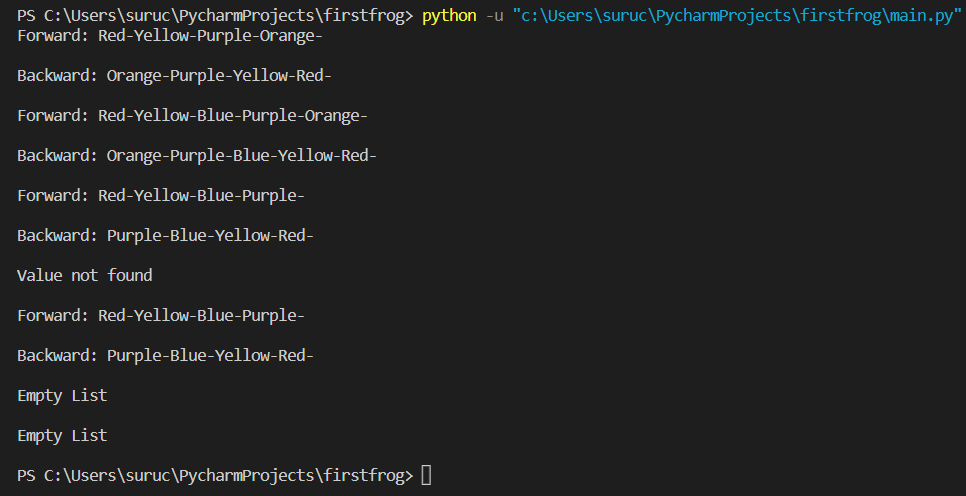 PS C:\Users\suruc\PycharmProjects\firstfrog> python -u "c:\Users\suruc\PycharmProjects\firstfrog\main.py"
Forward: Red-Yellow-Purple-Orange-
Backward: Orange-Purple-Yellow-Red-
Forward: Red-Yellow-Blue-Purple-Orange-
Backward: Orange-Purple-Blue-Yellow-Red-
Forward: Red-Yellow-Blue-Purple-
Backward: Purple-Blue-Yellow-Red-
Value not found
Forward: Red-Yellow-Blue-Purple-
Backward: Purple-Blue-Yellow-Red-
Empty List
Empty List
PS C:\Users\suruc\PycharmProjects\firstfrog>